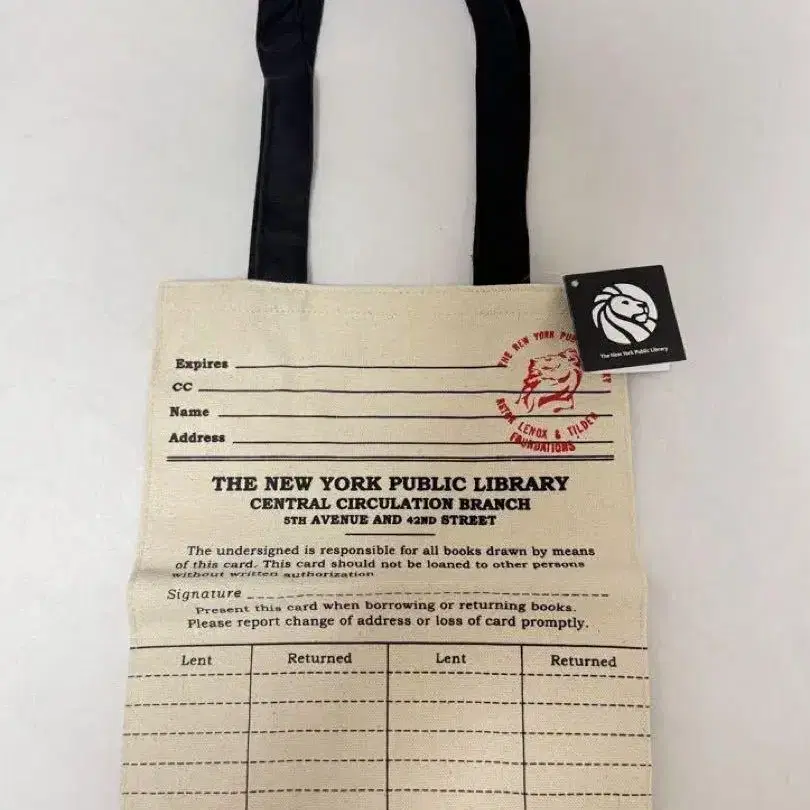 Expires
CC
Name
Address
THE NEW YORK PUBLIC
LENOX & TILDEN
FOUNDATIONS
The New York Public Library
THE NEW YORK PUBLIC LIBRARY
CENTRAL CIRCULATION BRANCH
5TH AVENUE AND 42ND STREET
The undersigned is responsible for all books drawn by means
of this card. This card should not be loaned to other persons
without written authorization
Signature
Present this card when borrowing or returning books.
Please report change of address or loss of card promptly.
Lent Returned Lent Returned